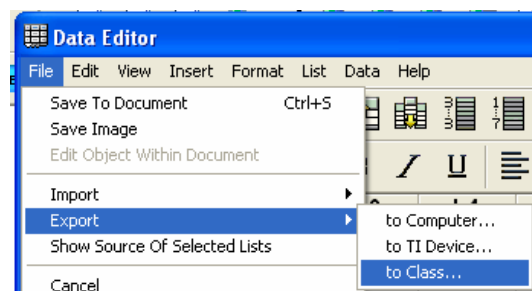 Data Editor
File Edit View Insert Format List Data Help
Save To Document Ctrl+S
Save Image
Edit Object Within Document
Import
Export
Show Source Of Selected Lists
Cancel
to Computer...
to TI Device...
to Class...
I U